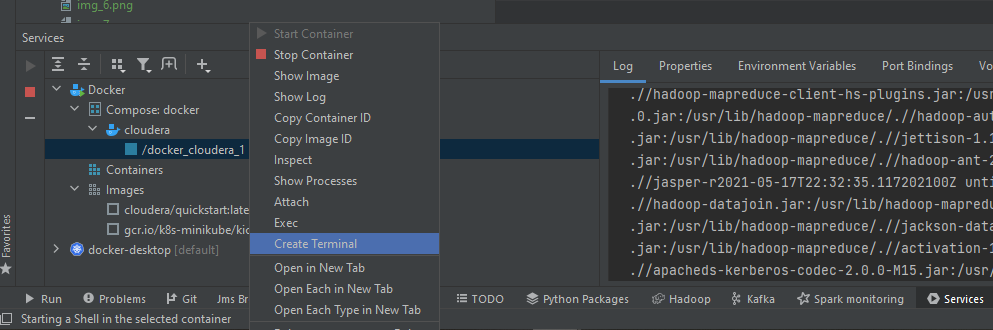 img_6.png
Services
Docker
Compose: docker
cloudera
/docker_cloudera_1
Containers
Images
cloudera/quickstart:late
gcr.io/k8s-minikube/kic
docker-desktop [default]
Favorites
Start Container
Stop Container
Show Image
Show Log
Copy Container ID
Copy Image ID
Inspect
Show Processes
Attach
Exec
Create Terminal
Open in New Tab
Open Each in New Tab
Open Each Type in New Tab
Log Properties Environment Variables Port Bindings Vo
.//hadoop-mapreduce-client-hs-plugins.jar:/usr
.0.jar:/usr/lib/hadoop-mapreduce/.//hadoop-aut
.jar:/usr/lib/hadoop-mapreduce/.//jettison-1.1
.jar:/usr/lib/hadoop-mapreduce/.//hadoop-ant-2
.//jasper-r2021-05-17T22:32:35.117202100Z unti
.//hadoop-datajoin.jar:/usr/lib/hadoop-mapredu
.jar:/usr/lib/hadoop-mapreduce/.//jackson-data
.jar:/usr/lib/hadoop-mapreduce/.//activation-1
.//apacheds-kerberos-codec-2.0.0-M15.jar:/usr/
Run Problems Git Jms Br TODO Python Packages Hadoop Kafka Spark monitoring Services
Starting a Shell in the selected container